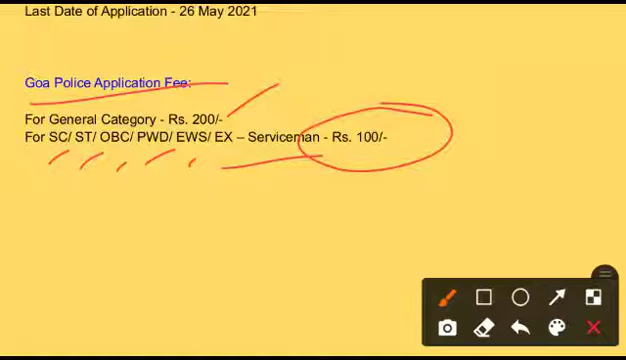 Last Date of Application - 26 May 2021
Goa Police Application Fee:
For General Category - Rs. 200/-
For SC/ ST/ OBC/ PWD/ EWS/ EX – Serviceman - Rs. 100/-